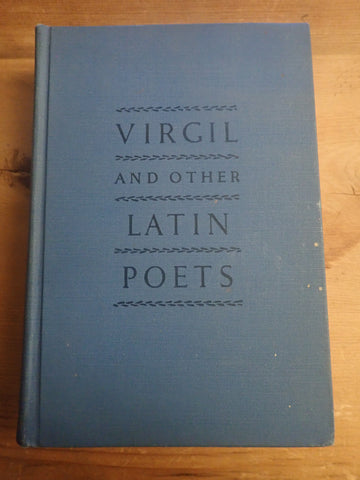 VIRGIL
AND OTHER
LATIN
POETS